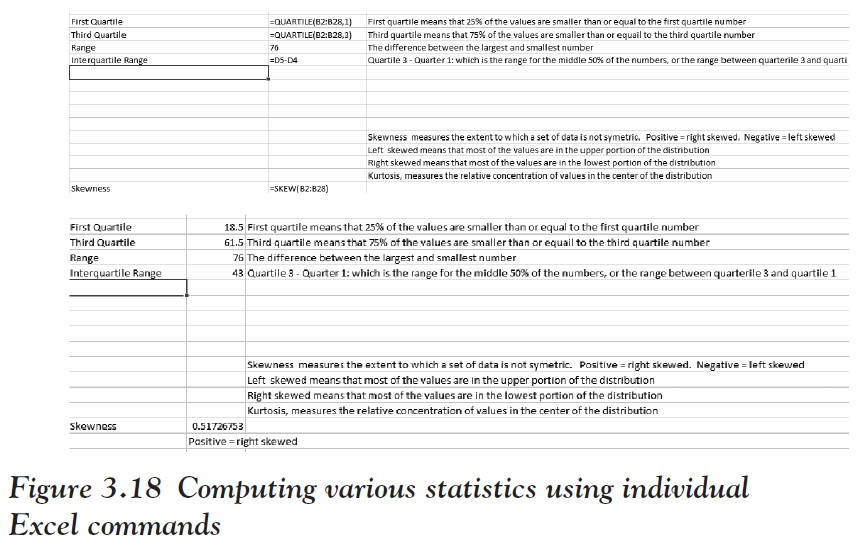 First Quartile =QUARTILE(B2:B28,1) First quartile means that 25% of the values are smaller than or equal to the first quartile number
Third Quartile =QUARTILE(B2:B28,3) Third quartile means that 75% of the values are smaller than or equail to the third quartile number
Range 76 The difference between the largest and smallest number
Interquartile Range =D5-D4 Quartile 3 - Quarter 1: which is the range for the middle 50% of the numbers, or the range between quarterile 3 and quarti
Skewness measures the extent to which a set of data is not symetric. Positive = right skewed. Negative = left skewed
Left skewed means that most of the values are in the upper portion of the distribution
Right skewed means that most of the values are in the lowest portion of the distribution
Kurtosis, measures the relative concentration of values in the center of the distribution
Skewness =SKEW(B2:B28)
First Quartile 18.5 First quartile means that 25% of the values are smaller than or equal to the first quartile number
Third Quartile 61.5 Third quartile means that 75% of the values are smaller than or equail to the third quartile number
Range 76 The difference between the largest and smallest number
Interquartile Range 43 Quartile 3 - Quarter 1: which is the range for the middle 50% of the numbers, or the range between quarterile 3 and quartile 1
Skewness measures the extent to which a set of data is not symetric. Positive = right skewed. Negative = left skewed
Left skewed means that most of the values are in the upper portion of the distribution
Right skewed means that most of the values are in the lowest portion of the distribution
Kurtosis, measures the relative concentration of values in the center of the distribution
Skewness 0.51726753
Positive = right skewed
Figure 3.18 Computing various statistics using individual
Excel commands